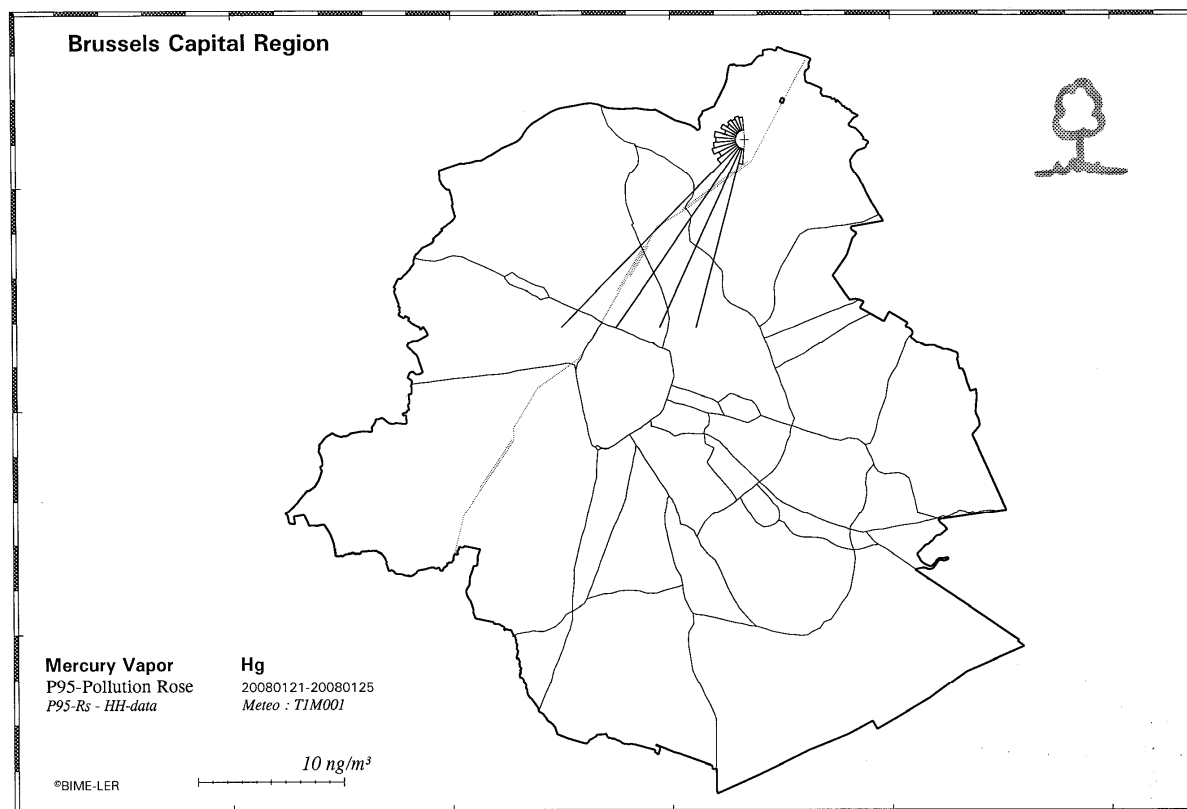 Brussels Capital Region
Mercury Vapor Hg
P95-Pollution Rose 20080121-20080125
P95-Rs - HH-data Meteo : T1M001
10 ng/m³
©BIME-LER